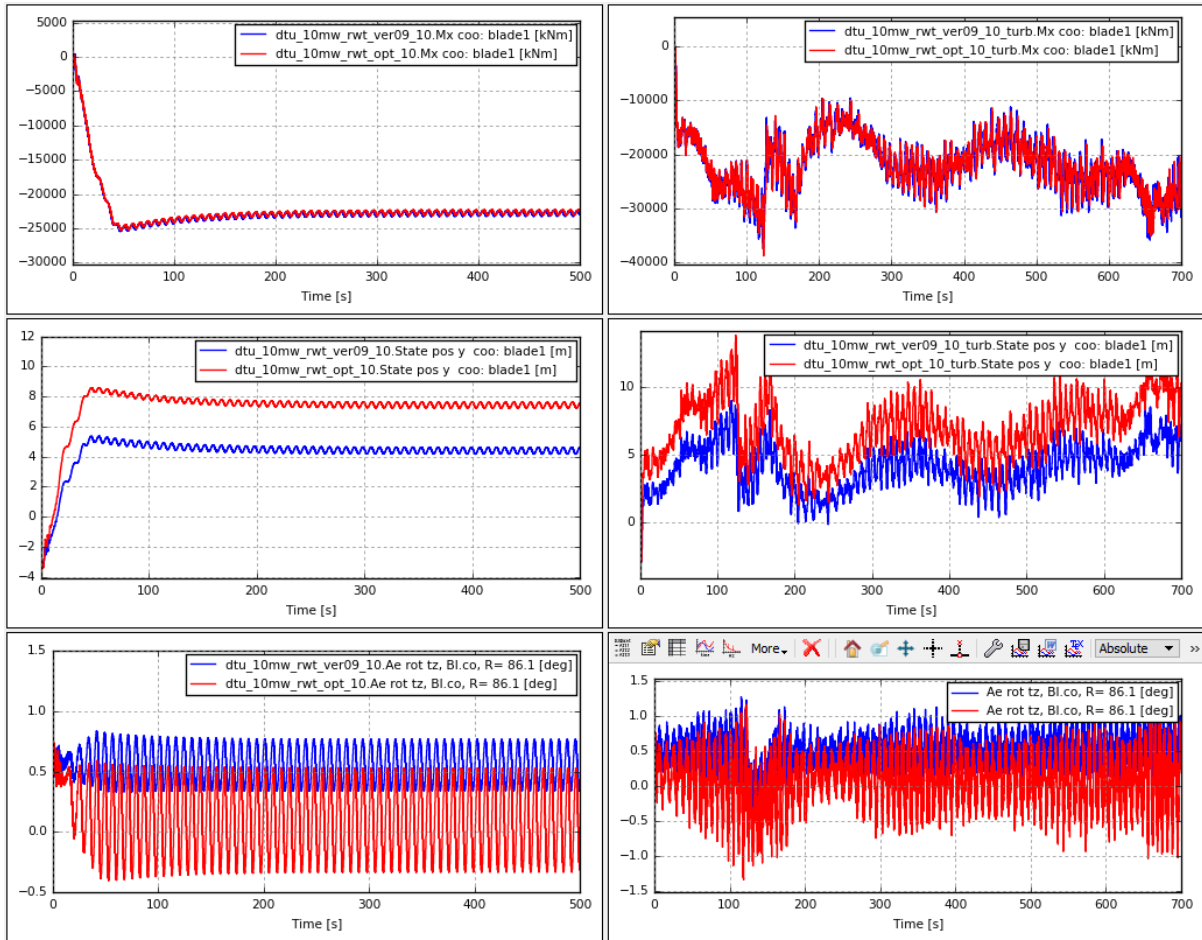 5000
0
−5000
−10000
−15000
−20000
−25000
−30000
dtu_10mw_rwt_ver09_10.Mx coo: blade1 [kNm]
dtu_10mw_rwt_opt_10.Mx coo: blade1 [kNm]
0 100 200 300 400 500
Time [s]
0
−10000
−20000
−30000
−40000
dtu_10mw_rwt_ver09_10_turb.Mx coo: blade1 [kNm]
dtu_10mw_rwt_opt_10_turb.Mx coo: blade1 [kNm]
0 100 200 300 400 500 600 700
Time [s]
12
10
8
6
4
2
0
−2
−4
dtu_10mw_rwt_ver09_10.State pos y coo: blade1 [m]
dtu_10mw_rwt_opt_10.State pos y coo: blade1 [m]
0 100 200 300 400 500
Time [s]
10
5
0
dtu_10mw_rwt_ver09_10_turb.State pos y coo: blade1 [m]
dtu_10mw_rwt_opt_10_turb.State pos y coo: blade1 [m]
0 100 200 300 400 500 600 700
Time [s]
1.5
1.0
0.5
0.0
−0.5
dtu_10mw_rwt_ver09_10.Ae rot tz, Bl.co, R= 86.1 [deg]
dtu_10mw_rwt_opt_10.Ae rot tz, Bl.co, R= 86.1 [deg]
0 100 200 300 400 500
Time [s]
More
Absolute
»
1.5
1.0
0.5
0.0
−0.5
−1.0
−1.5
Ae rot tz, Bl.co, R= 86.1 [deg]
Ae rot tz, Bl.co, R= 86.1 [deg]
0 100 200 300 400 500 600 700
Time [s]